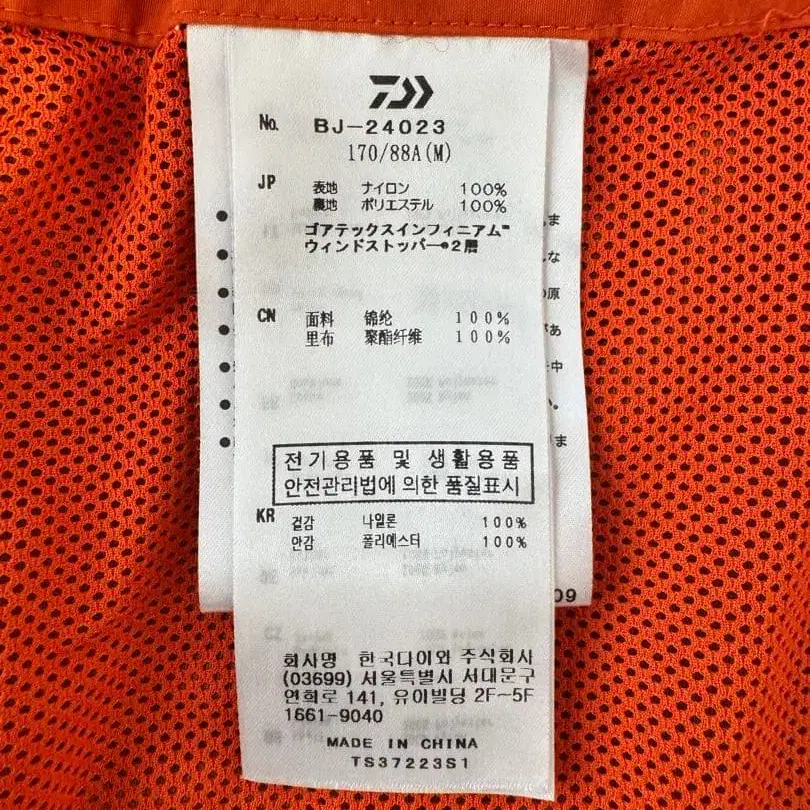 No. BJ-24023
170/88A(M)
JP 表地 ナイロン 100%
裏地 ポリエステル 100%
ゴアテックスインフィニアム™
ウィンドストッパー®2層
CN 面料 锦纶 100%
里布 聚酯纤维 100%
전기용품 및 생활용품
안전관리법에 의한 품질표시
KR 겉감 나일론 100%
안감 폴리에스터 100%
09
회사명 한국다이와 주식회사
(03699) 서울특별시 서대문구
연희로 141, 유이빌딩 2F~5F
1661-9040
MADE IN CHINA
TS37223S1